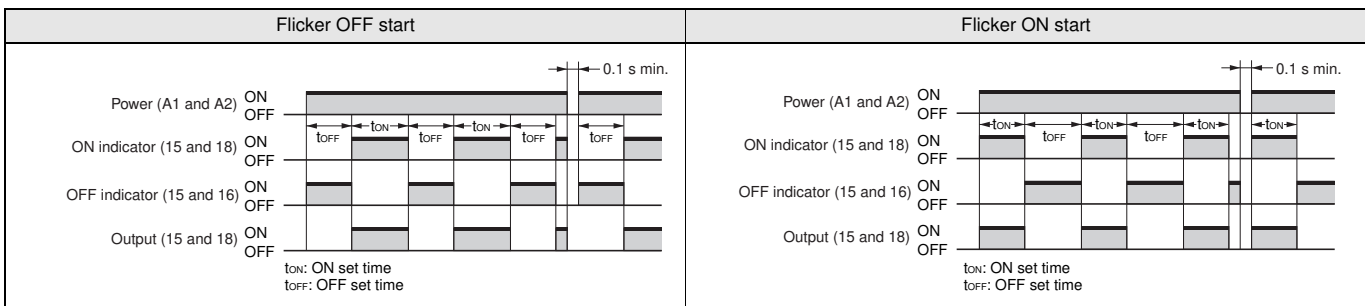 Flicker OFF start
0.1 s min.
Power (A1 and A2) ON
OFF
tOFF tON tOFF tON tOFF tOFF
ON indicator (15 and 18) ON
OFF
OFF indicator (15 and 16) ON
OFF
Output (15 and 18) ON
OFF
tON: ON set time
tOFF: OFF set time
Flicker ON start
0.1 s min.
Power (A1 and A2) ON
OFF
tON tOFF tON tOFF tON tON
ON indicator (15 and 18) ON
OFF
OFF indicator (15 and 16) ON
OFF
Output (15 and 18) ON
OFF
tON: ON set time
tOFF: OFF set time